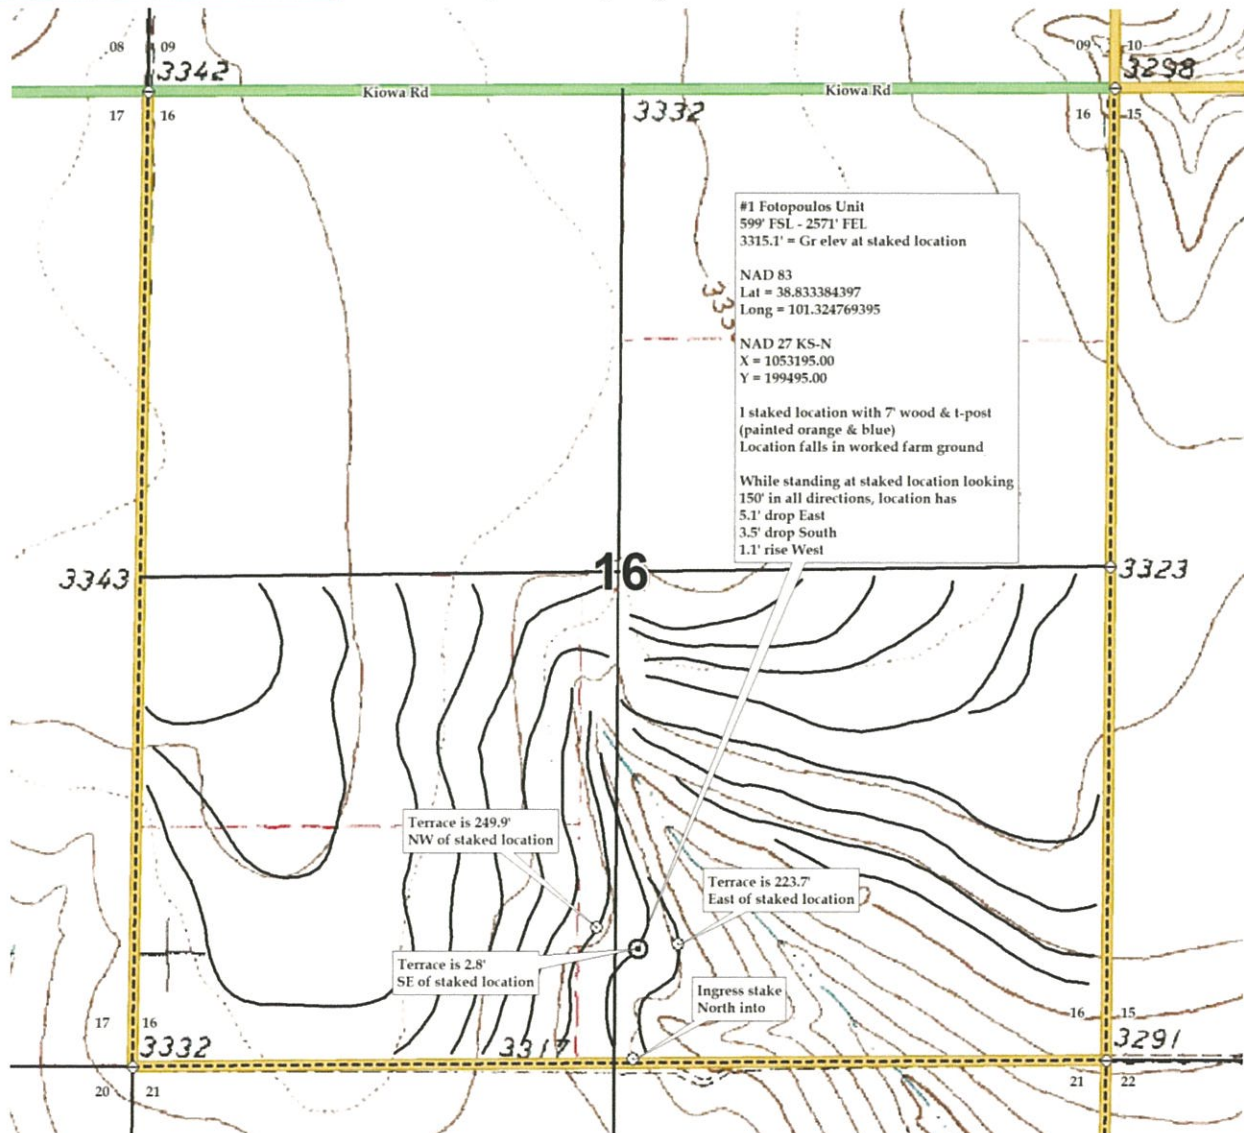 08 09
09 10
3342
3298
Kiowa Rd
Kiowa Rd
17 16
3332
16 15
#1 Fotopoulos Unit
599' FSL - 2571' FEL
3315.1' = Gr elev at staked location
NAD 83
Lat = 38.833384397
Long = 101.324769395
NAD 27 KS-N
X = 1053195.00
Y = 199495.00
I staked location with 7' wood & t-post
(painted orange & blue)
Location falls in worked farm ground
While standing at staked location looking
150' in all directions, location has
5.1' drop East
3.5' drop South
1.1' rise West
3343
16
3323
Terrace is 249.9'
NW of staked location
Terrace is 223.7'
East of staked location
Terrace is 2.8'
SE of staked location
Ingress stake
North into
17 16
16 15
3332
3317
3291
20 21
21 22